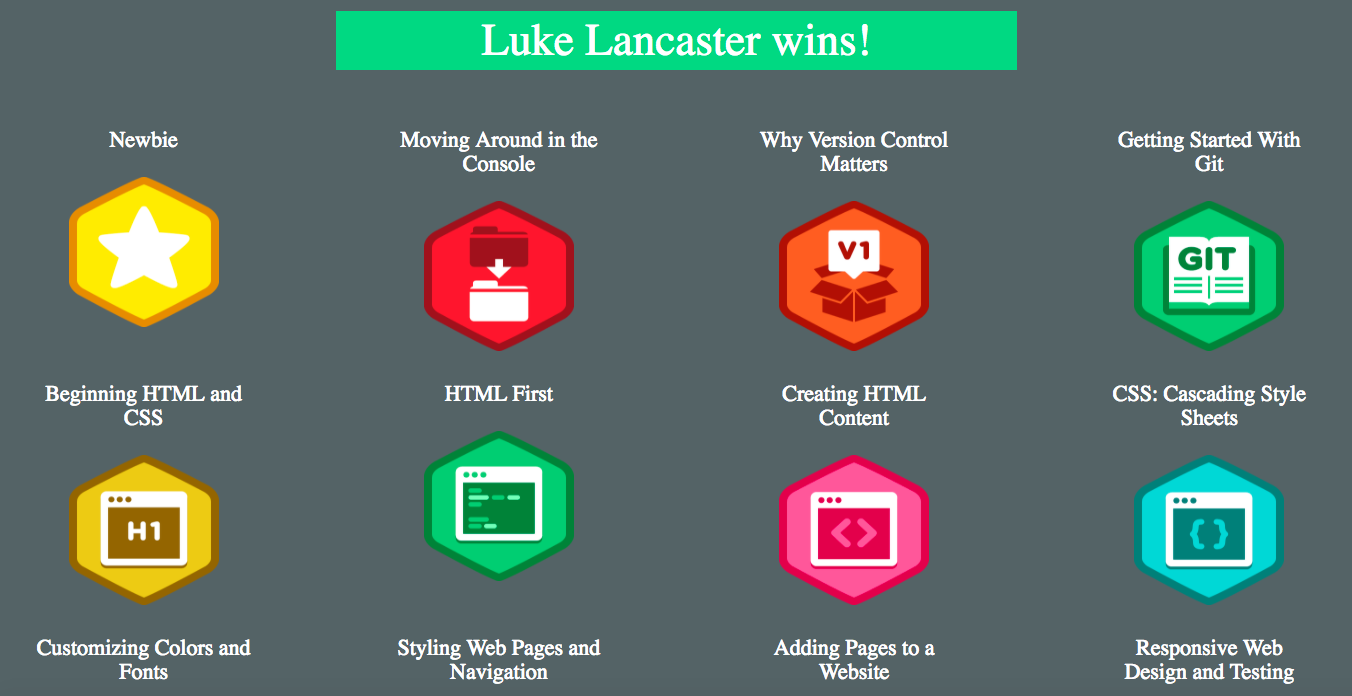 Luke Lancaster wins!
Newbie
Moving Around in the
Console
Why Version Control
Matters
Getting Started With
Git
V1
GIT
Beginning HTML and
CSS
HTML First
Creating HTML
Content
CSS: Cascading Style
Sheets
H1
< >
{ }
Customizing Colors and
Fonts
Styling Web Pages and
Navigation
Adding Pages to a
Website
Responsive Web
Design and Testing